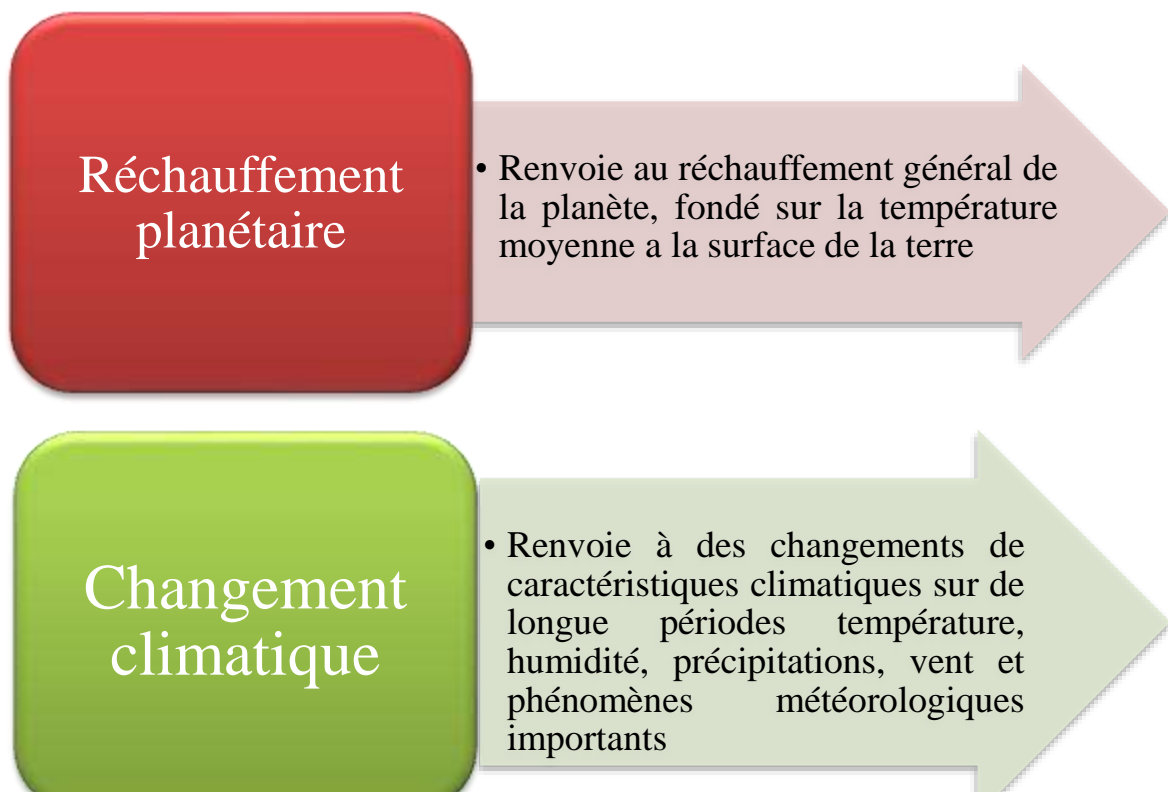 Réchauffement
planétaire
• Renvoie au réchauffement général de
la planète, fondé sur la température
moyenne a la surface de la terre
Changement
climatique
• Renvoie à des changements de
caractéristiques climatiques sur de
longue périodes température,
humidité, précipitations, vent et
phénomènes météorologiques
importants